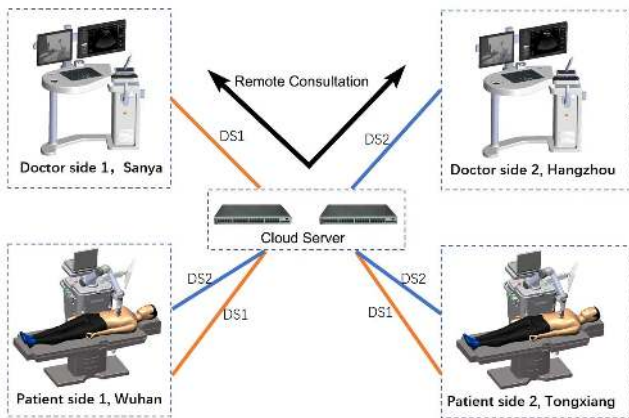 Remote Consultation
DS1
DS2
Doctor side 1, Sanya
Doctor side 2, Hangzhou
Cloud Server
DS2
DS1
DS2
DS1
Patient side 1, Wuhan
Patient side 2, Tongxiang